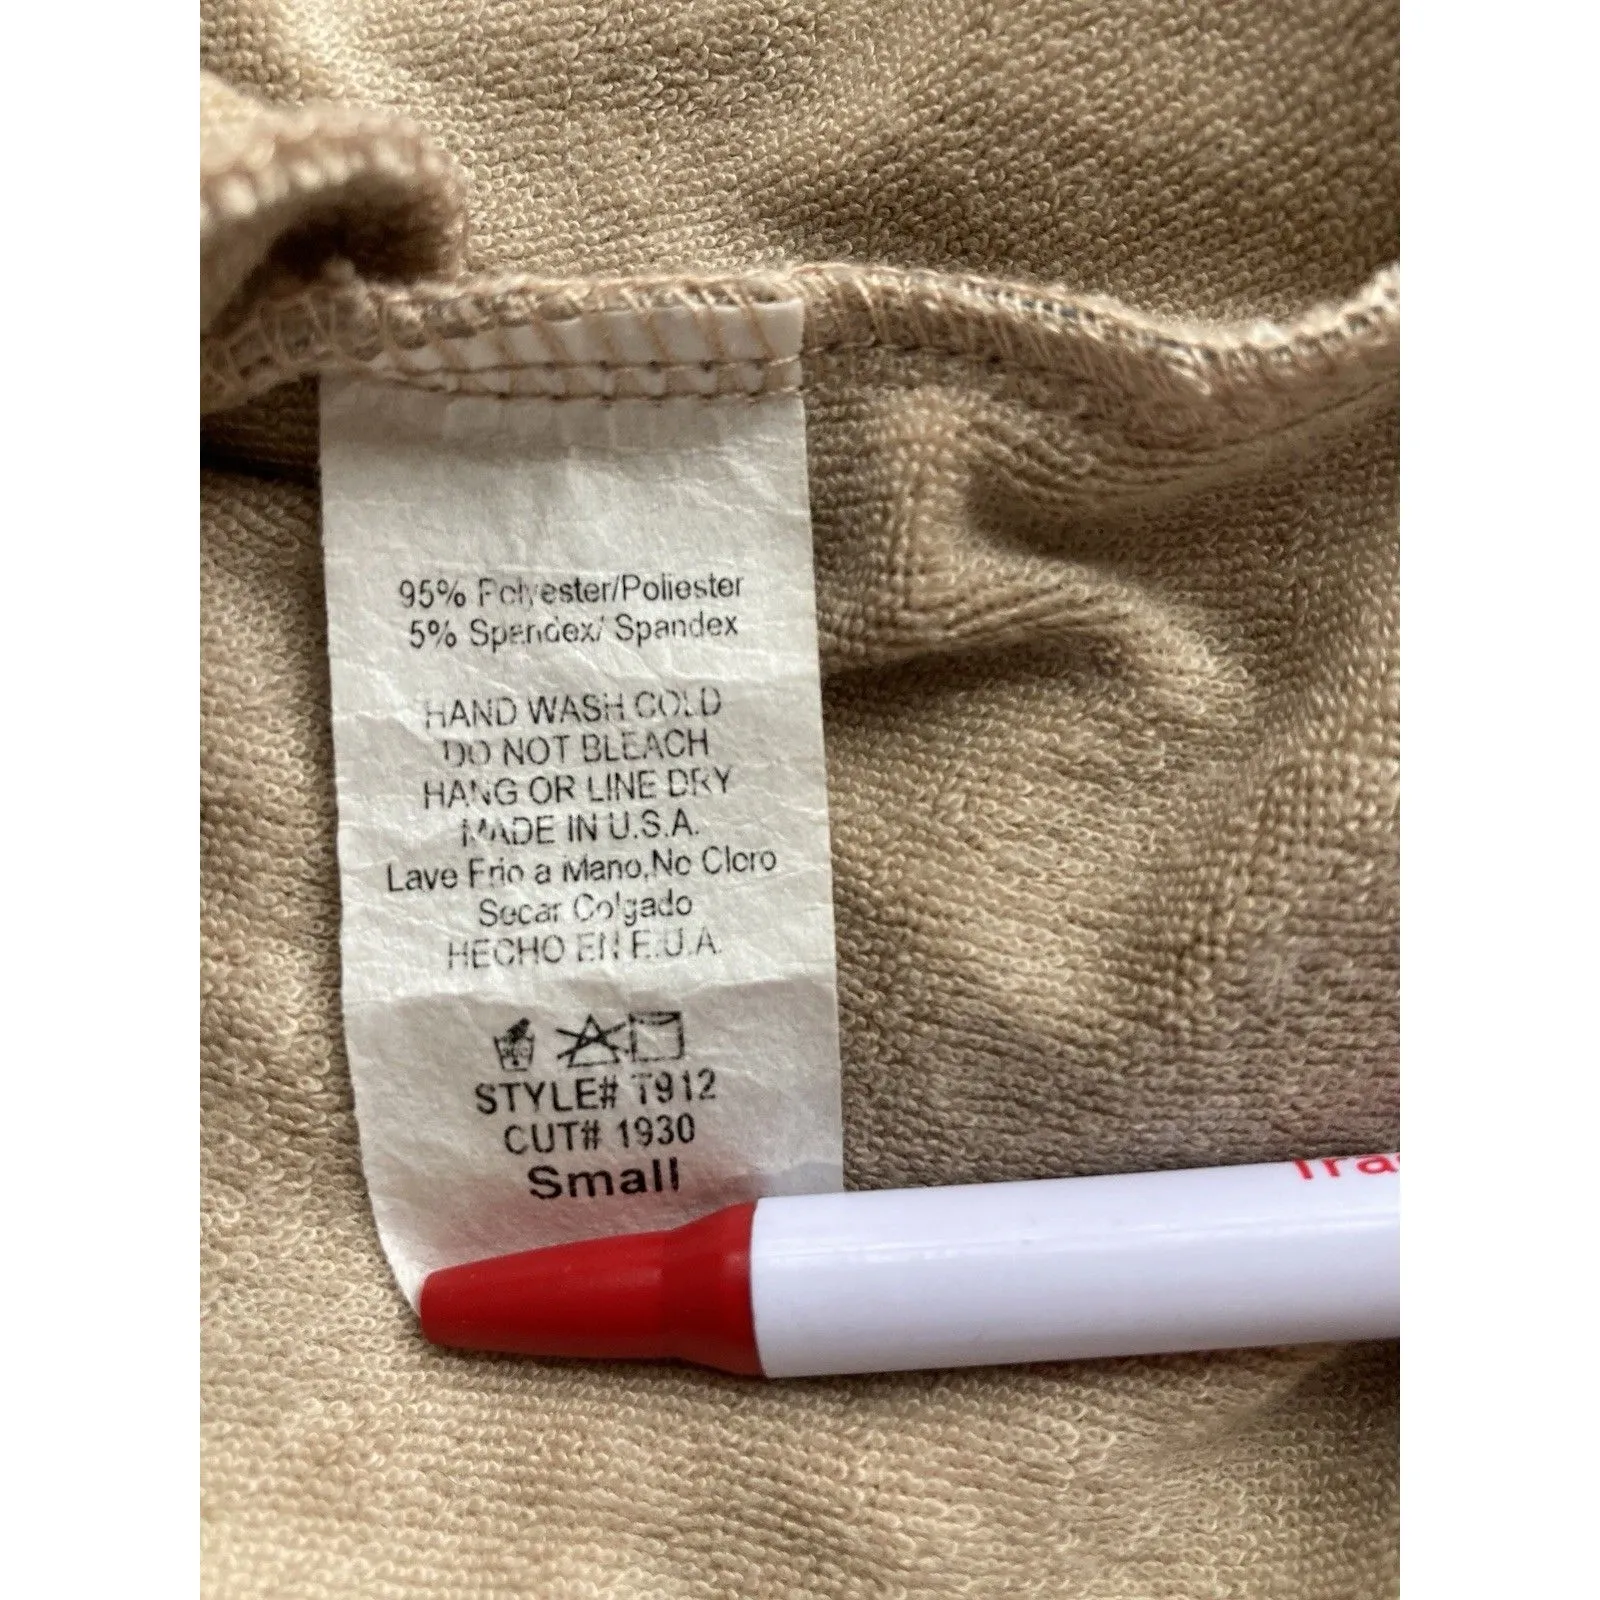 95% Polyester/Poliester
5% Spandex/ Spandex
HAND WASH COLD
DO NOT BLEACH
HANG OR LINE DRY
MADE IN U.S.A.
Lave Frio a Mano,No Cloro
Secar Colgado
HECHO EN E.U.A.
STYLE# T912
CUT# 1930
Small
Tra